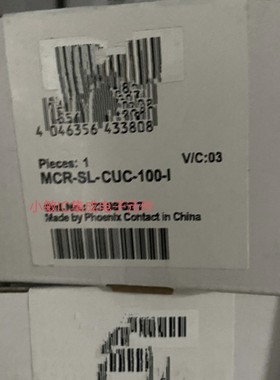 4 046356 433808
Pieces: 1
V/C:03
MCR-SL-CUC-100-I
Made by Phoenix Contact in China